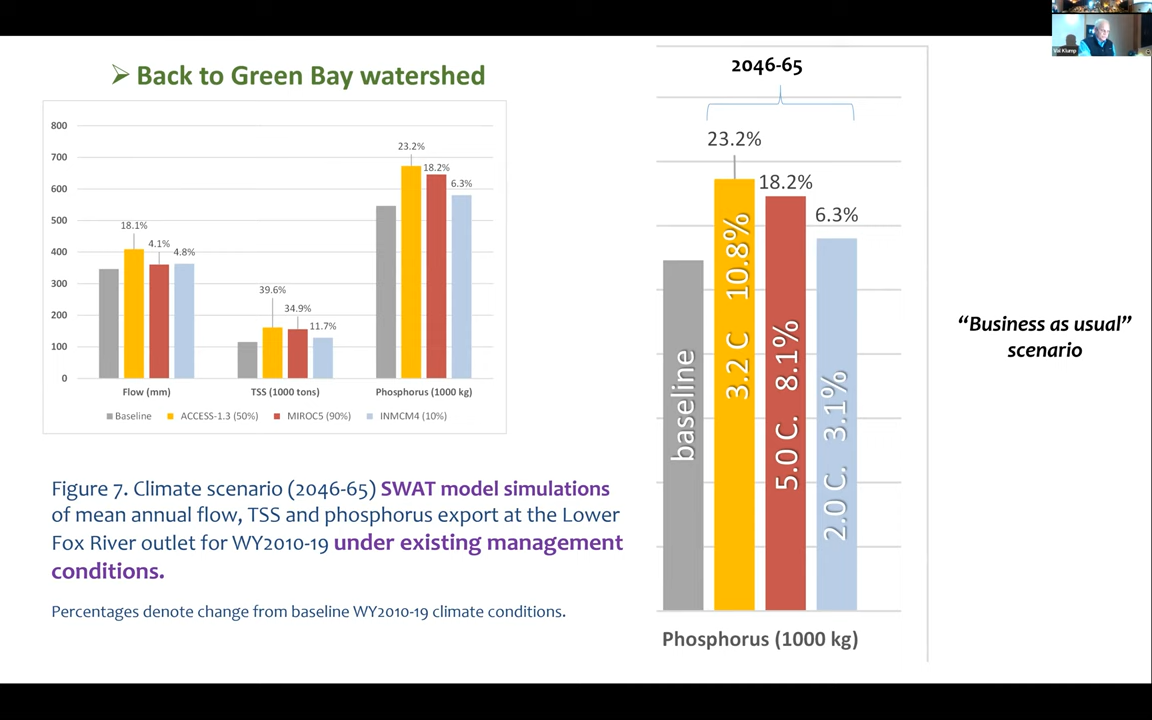 ➢ Back to Green Bay watershed
800
700
600
500
400
300
200
100
0
18.1%
4.1%
4.8%
39.6%
34.9%
11.7%
23.2%
18.2%
6.3%
Flow (mm)
TSS (1000 tons)
Phosphorus (1000 kg)
Baseline
ACCESS-1.3 (50%)
MIROC5 (90%)
INMCM4 (10%)
Figure 7. Climate scenario (2046-65) SWAT model simulations
of mean annual flow, TSS and phosphorus export at the Lower
Fox River outlet for WY2010-19 under existing management
conditions.
Percentages denote change from baseline WY2010-19 climate conditions.
2046-65
23.2%
18.2%
6.3%
baseline
3.2 C 10.8%
5.0 C. 8.1%
2.0 C. 3.1%
Phosphorus (1000 kg)
“Business as usual”
scenario
Val Klump